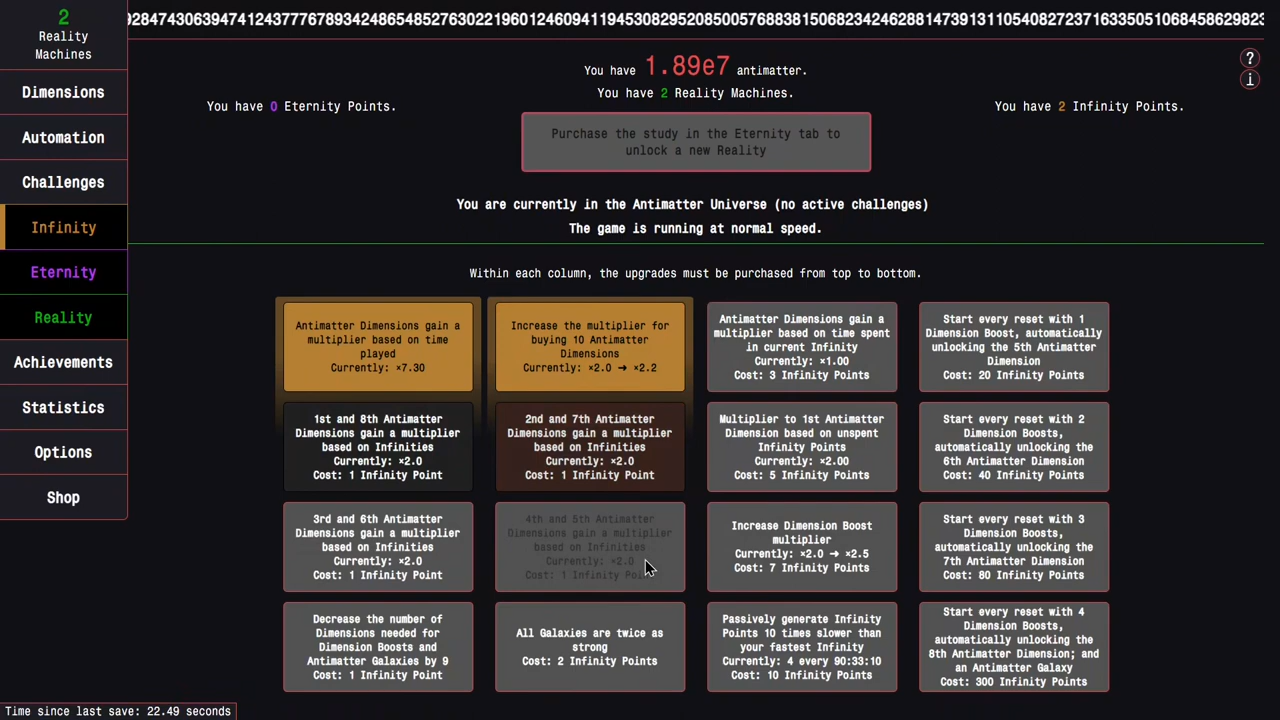 2
Reality
Machines
Dimensions
Automation
Challenges
Infinity
Eternity
Reality
Achievements
Statistics
Options
Shop
You have 1.89e7 antimatter.
You have 2 Reality Machines.
You have 0 Eternity Points.
You have 2 Infinity Points.
?
i
Purchase the study in the Eternity tab to
unlock a new Reality
You are currently in the Antimatter Universe (no active challenges)
The game is running at normal speed.
Within each column, the upgrades must be purchased from top to bottom.
Antimatter Dimensions gain a
multiplier based on time
played
Currently: ×7.30
Increase the multiplier for
buying 10 Antimatter
Dimensions
Currently: ×2.0 ➜ ×2.2
Antimatter Dimensions gain a
multiplier based on time spent
in current Infinity
Currently: ×1.00
Cost: 3 Infinity Points
Start every reset with 1
Dimension Boost, automatically
unlocking the 5th Antimatter
Dimension
Cost: 20 Infinity Points
1st and 8th Antimatter
Dimensions gain a multiplier
based on Infinities
Currently: ×2.0
Cost: 1 Infinity Point
2nd and 7th Antimatter
Dimensions gain a multiplier
based on Infinities
Currently: ×2.0
Cost: 1 Infinity Point
Multiplier to 1st Antimatter
Dimension based on unspent
Infinity Points
Currently: ×2.00
Cost: 5 Infinity Points
Start every reset with 2
Dimension Boosts,
automatically unlocking the
6th Antimatter Dimension
Cost: 40 Infinity Points
3rd and 6th Antimatter
Dimensions gain a multiplier
based on Infinities
Currently: ×2.0
Cost: 1 Infinity Point
4th and 5th Antimatter
Dimensions gain a multiplier
based on Infinities
Currently: ×2.0
Cost: 1 Infinity Point
Increase Dimension Boost
multiplier
Currently: ×2.0 ➜ ×2.5
Cost: 7 Infinity Points
Start every reset with 3
Dimension Boosts,
automatically unlocking the
7th Antimatter Dimension
Cost: 80 Infinity Points
Decrease the number of
Dimensions needed for
Dimension Boosts and
Antimatter Galaxies by 9
Cost: 1 Infinity Point
All Galaxies are twice as
strong
Cost: 2 Infinity Points
Passively generate Infinity
Points 10 times slower than
your fastest Infinity
Currently: 4 every 90:33:10
Cost: 10 Infinity Points
Start every reset with 4
Dimension Boosts,
automatically unlocking the
8th Antimatter Dimension; and
an Antimatter Galaxy
Cost: 300 Infinity Points
Time since last save: 22.49 seconds